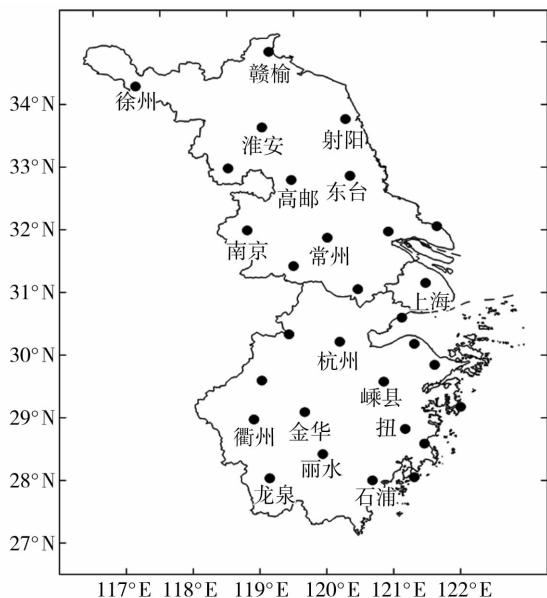 赣榆
徐州
34°N
射阳
淮安
33°N
高邮
东台
32°N
南京
常州
31°N
上海
30°N
杭州
嵊县
29°N
衢州
金华
扭
丽水
28°N
龙泉
石浦
27°N
117°E 118°E 119°E 120°E 121°E 122°E